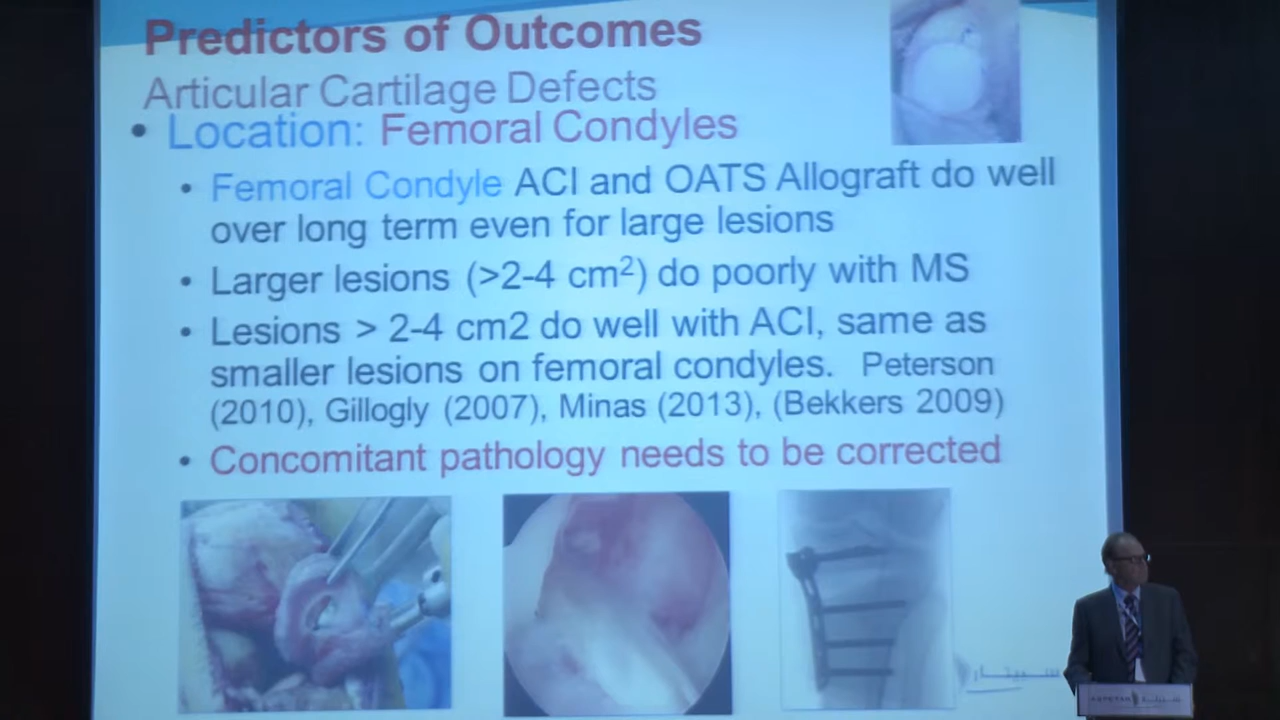 Predictors of Outcomes
Articular Cartilage Defects
• Location: Femoral Condyles
• Femoral Condyle ACI and OATS Allograft do well
over long term even for large lesions
• Larger lesions (>2-4 cm²) do poorly with MS
• Lesions > 2-4 cm2 do well with ACI, same as
smaller lesions on femoral condyles. Peterson
(2010), Gillogly (2007), Minas (2013), (Bekkers 2009)
• Concomitant pathology needs to be corrected
سبيتار
ASPETAR سبيتار